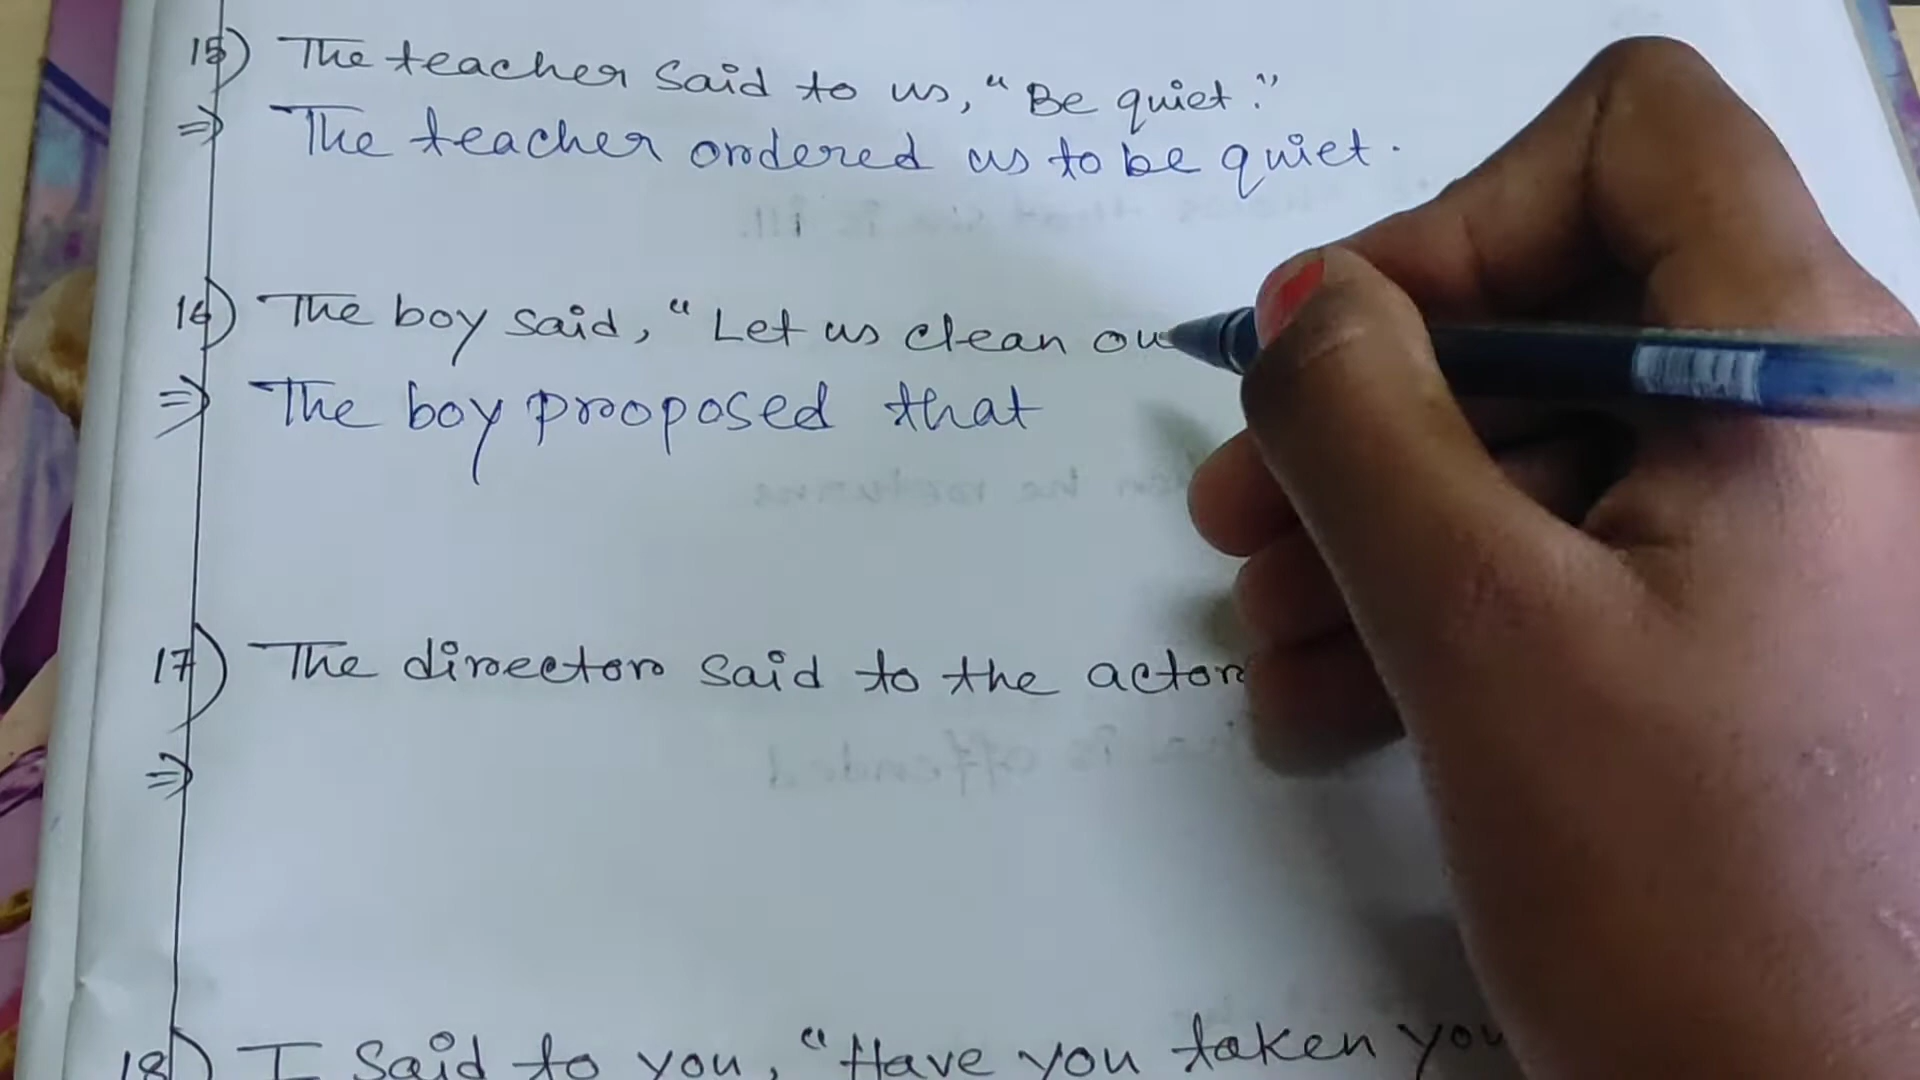 15) The teacher said to us, "Be quiet."
⇒ The teacher ordered us to be quiet.
16) The boy said, "Let us clean ou
⇒ The boy proposed that
17) The director said to the actor
⇒
18) I said to you, "Have you taken you